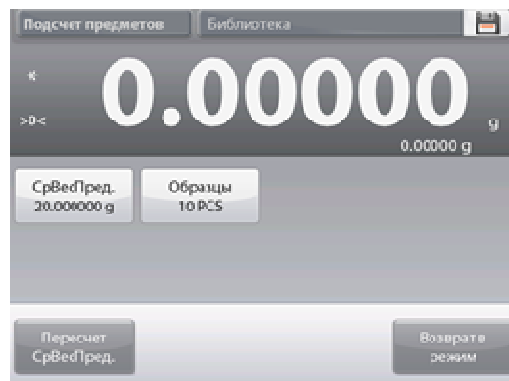 Подсчет предметов
Библиотека
0.00000 g
>0<
0.00000 g
СрВесПред.
20.000000 g
Образцы
10 PCS
Пересчет
СрВесПред.
Возврат в
режим